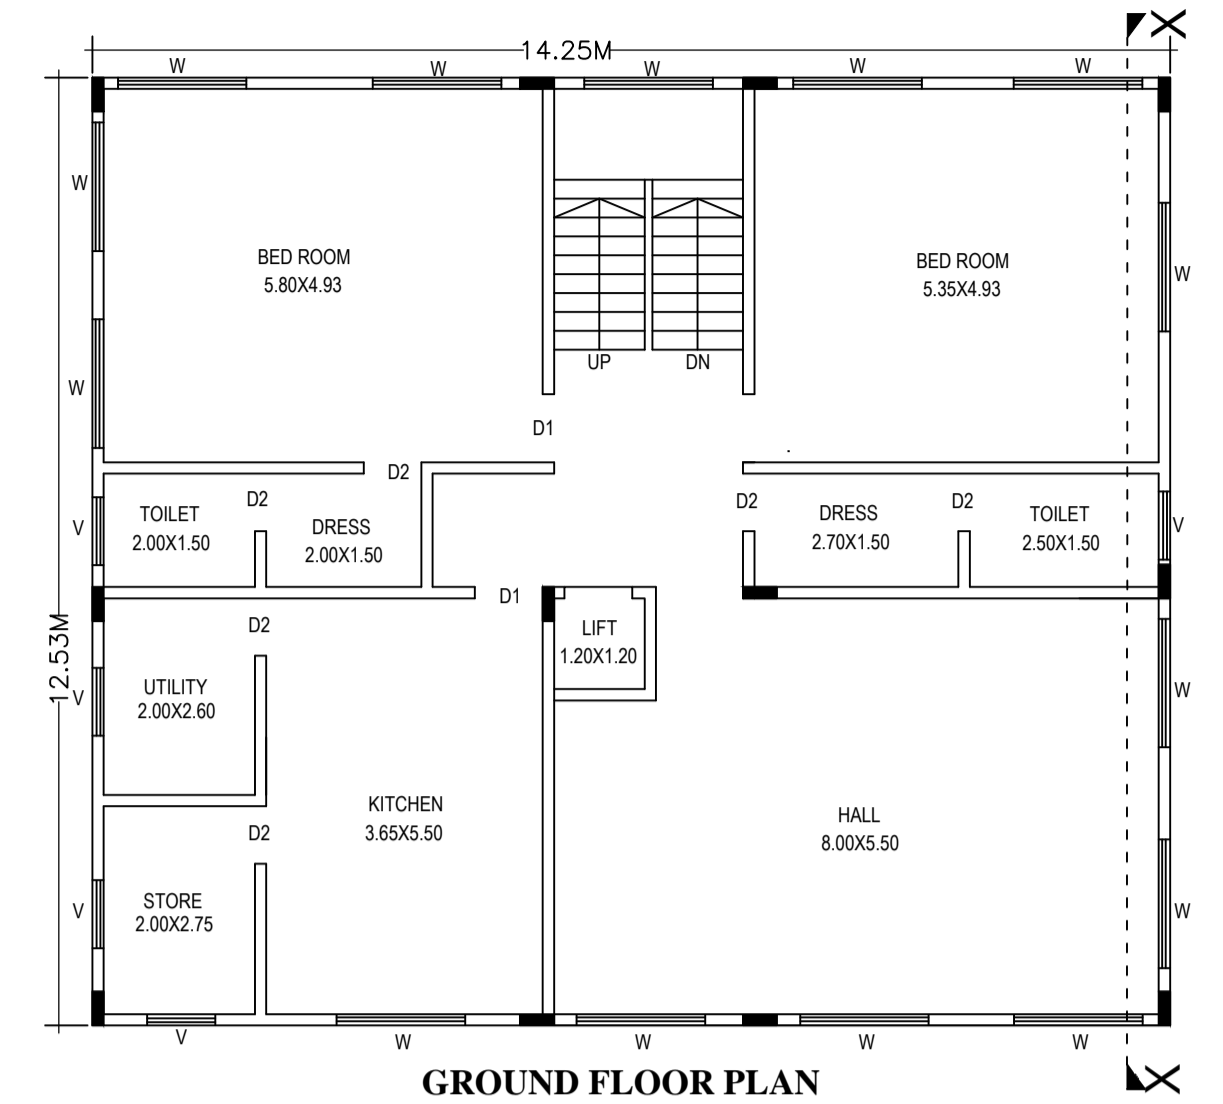 X
14.25M
W W W W W
W
BED ROOM
5.80X4.93
BED ROOM
5.35X4.93
W
UP DN
W
D1
D2
V
TOILET
2.00X1.50
D2
DRESS
2.00X1.50
D2
DRESS
2.70X1.50
D2
TOILET
2.50X1.50
V
D1
12.53M
D2
LIFT
1.20X1.20
V
UTILITY
2.00X2.60
W
KITCHEN
3.65X5.50
HALL
8.00X5.50
D2
V
STORE
2.00X2.75
W
V W W W W
GROUND FLOOR PLAN
X